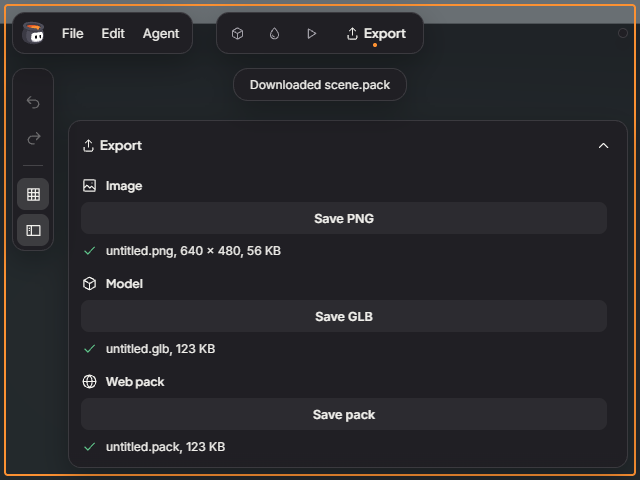 File Edit Agent Export
Downloaded scene.pack
Export
Image
Save PNG
untitled.png, 640 × 480, 56 KB
Model
Save GLB
untitled.glb, 123 KB
Web pack
Save pack
untitled.pack, 123 KB